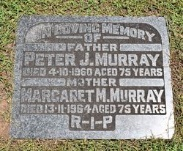 IN LOVING MEMORY
OF
FATHER
PETER J. MURRAY
DIED 4-10-1960 AGED 75 YEARS
MOTHER
MARGARET M. MURRAY
DIED 13-11-1964 AGED 75 YEARS
R-I-P